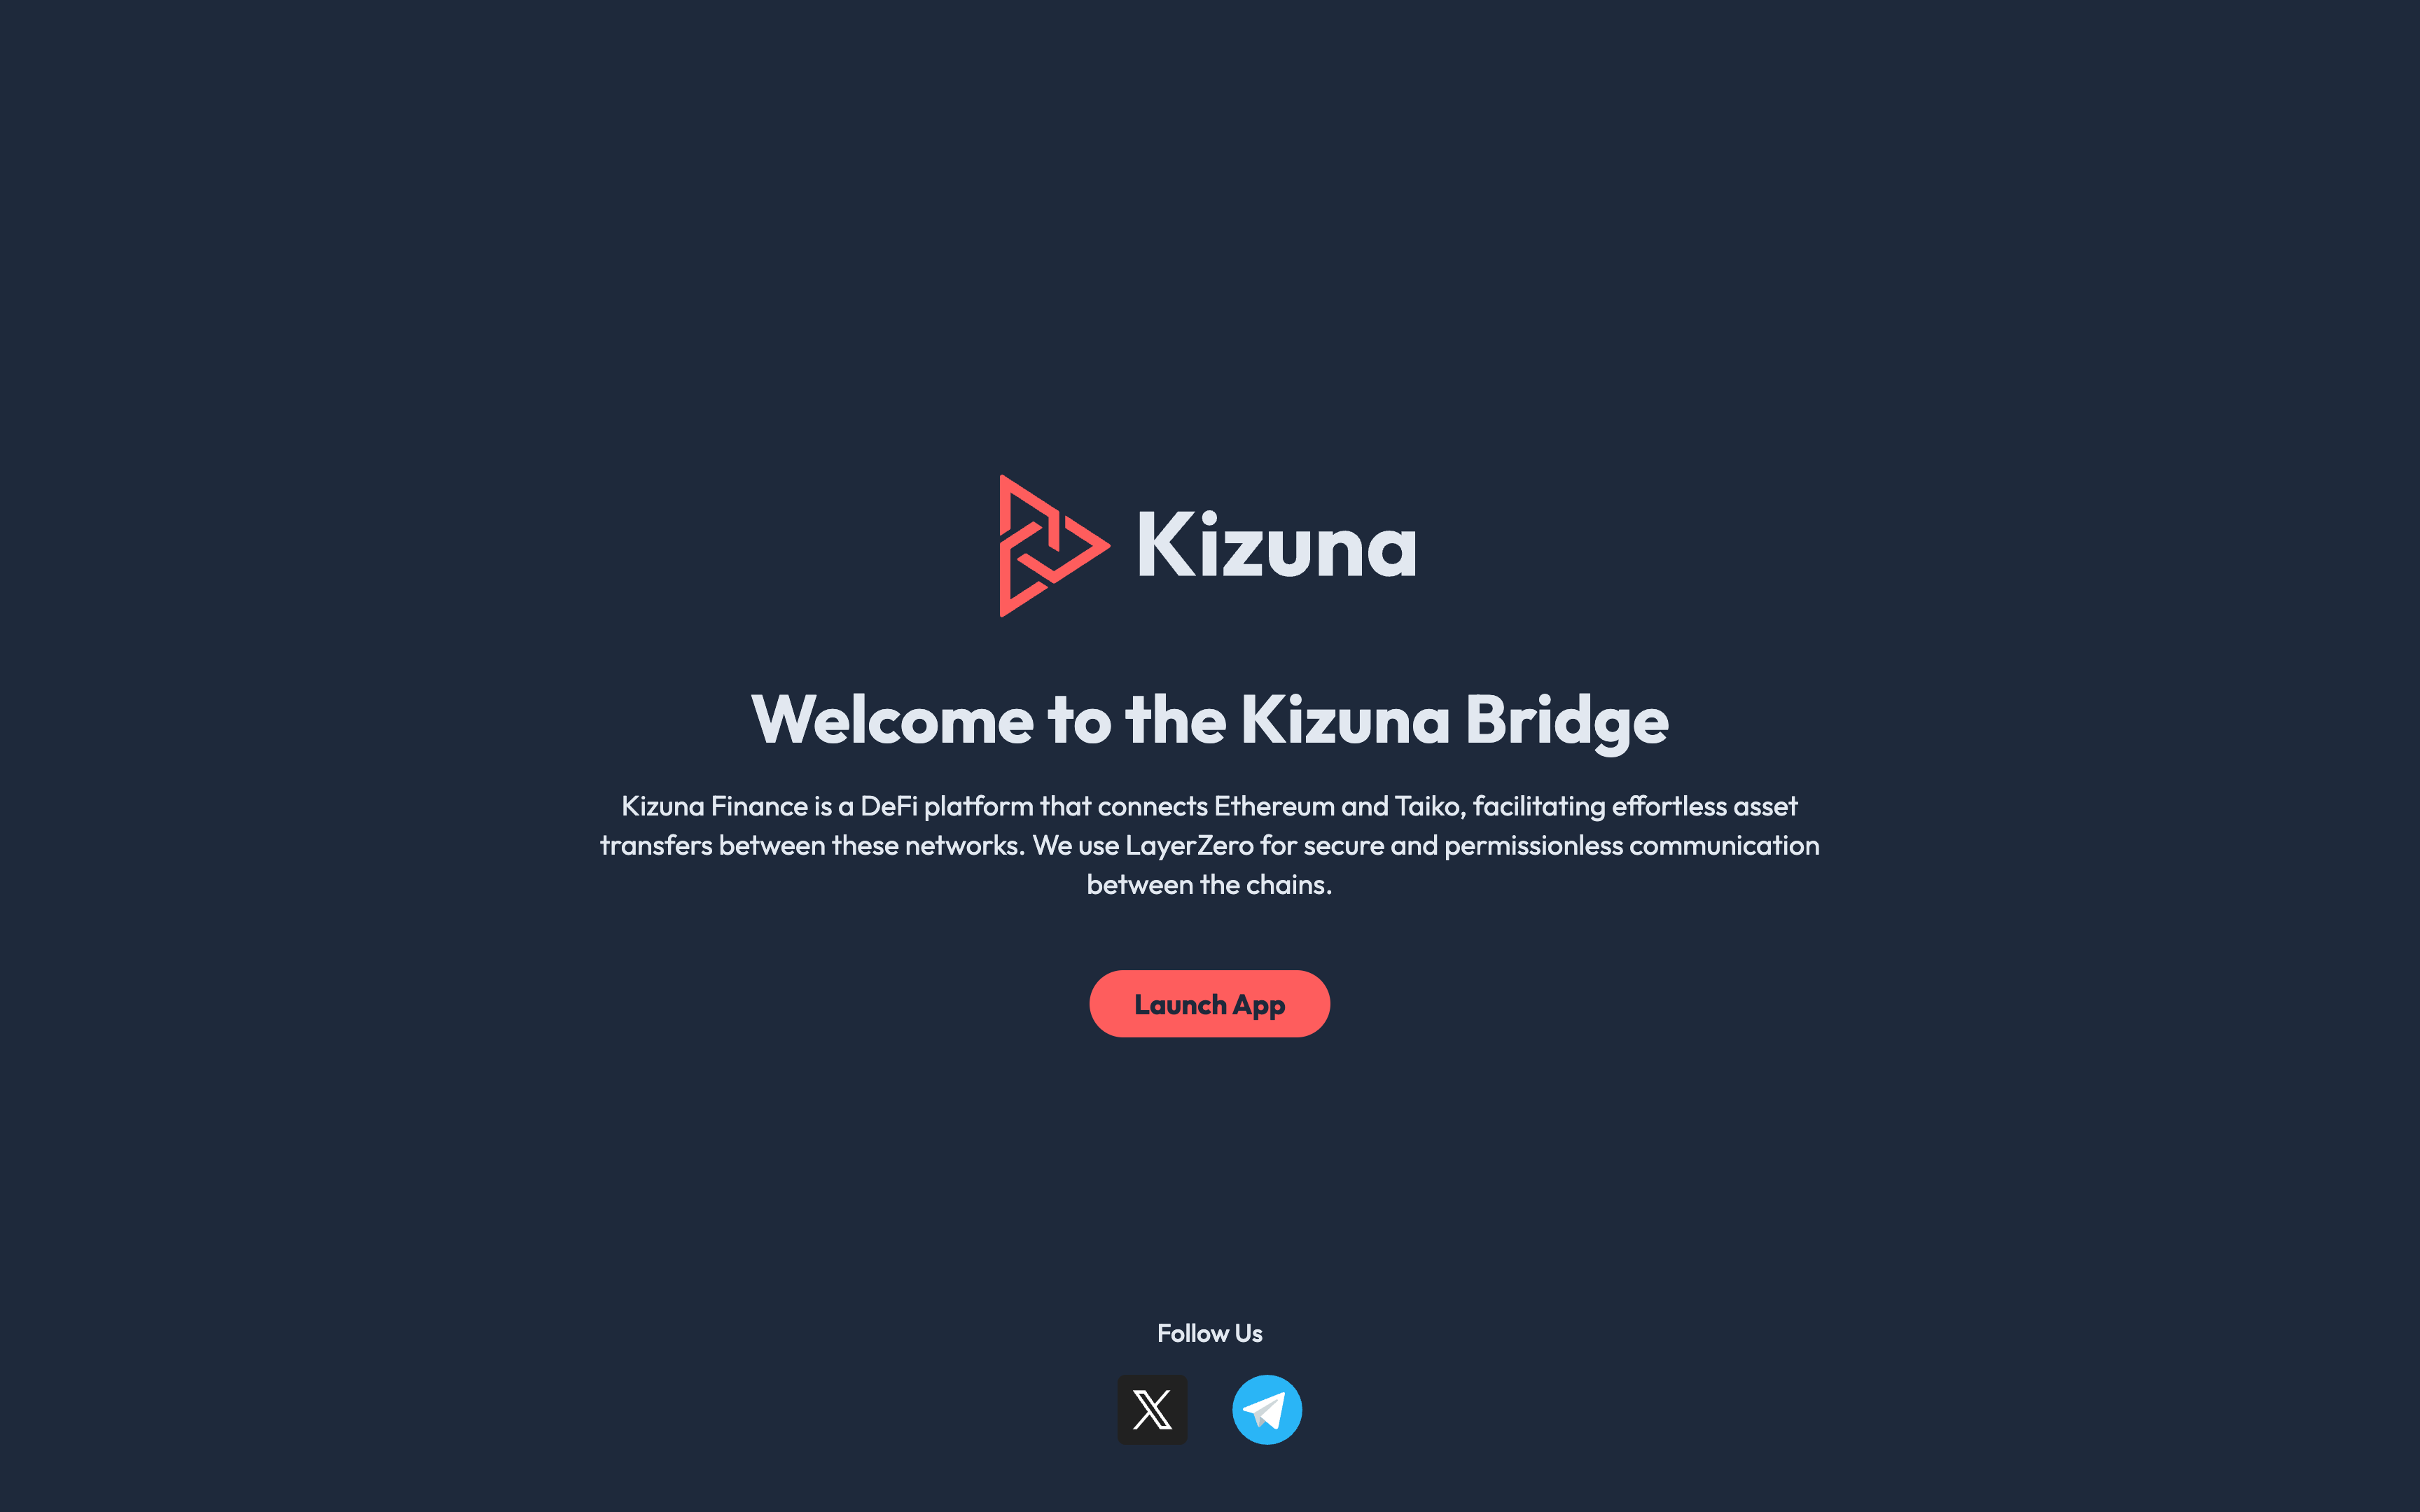 Kizuna
Welcome to the Kizuna Bridge
Kizuna Finance is a DeFi platform that connects Ethereum and Taiko, facilitating effortless asset
transfers between these networks. We use LayerZero for secure and permissionless communication
between the chains.
Launch App
Follow Us